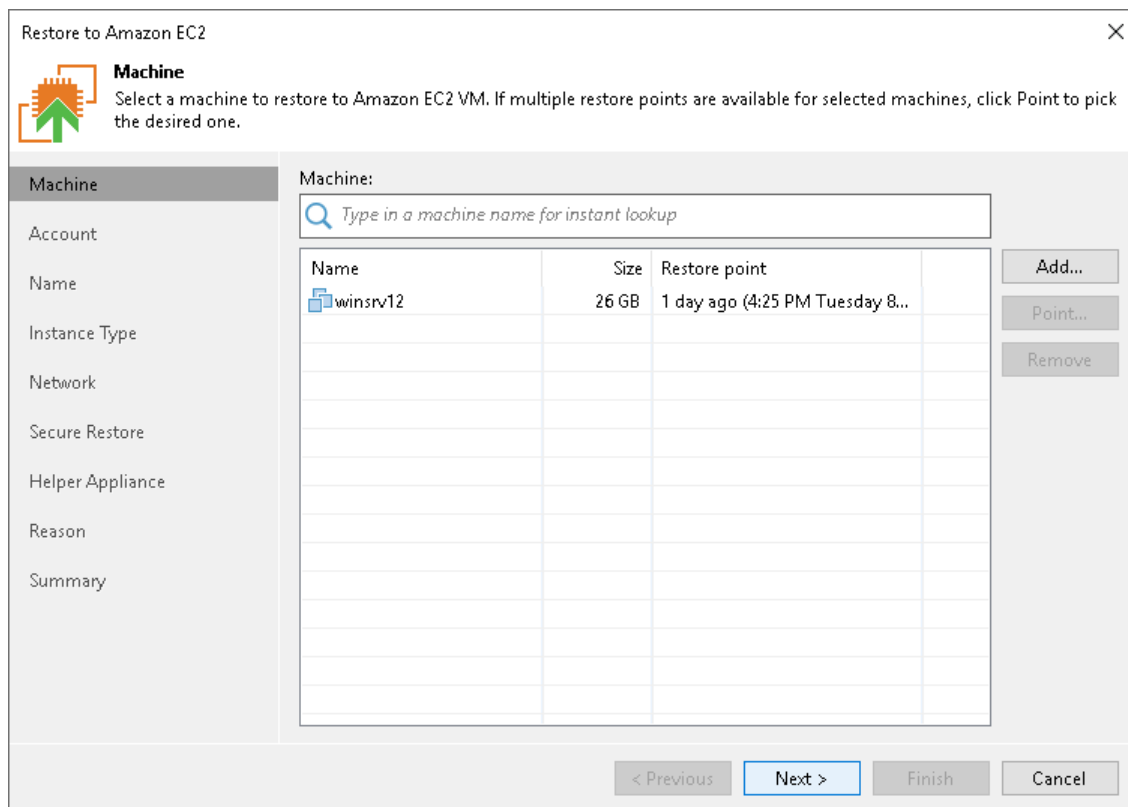 Restore to Amazon EC2
Machine
Select a machine to restore to Amazon EC2 VM. If multiple restore points are available for selected machines, click Point to pick
the desired one.
Machine
Account
Name
Instance Type
Network
Secure Restore
Helper Appliance
Reason
Summary
Machine:
Type in a machine name for instant lookup
Name Size Restore point
winsrv12 26 GB 1 day ago (4:25 PM Tuesday 8...
Add...
Point...
Remove
< Previous Next > Finish Cancel